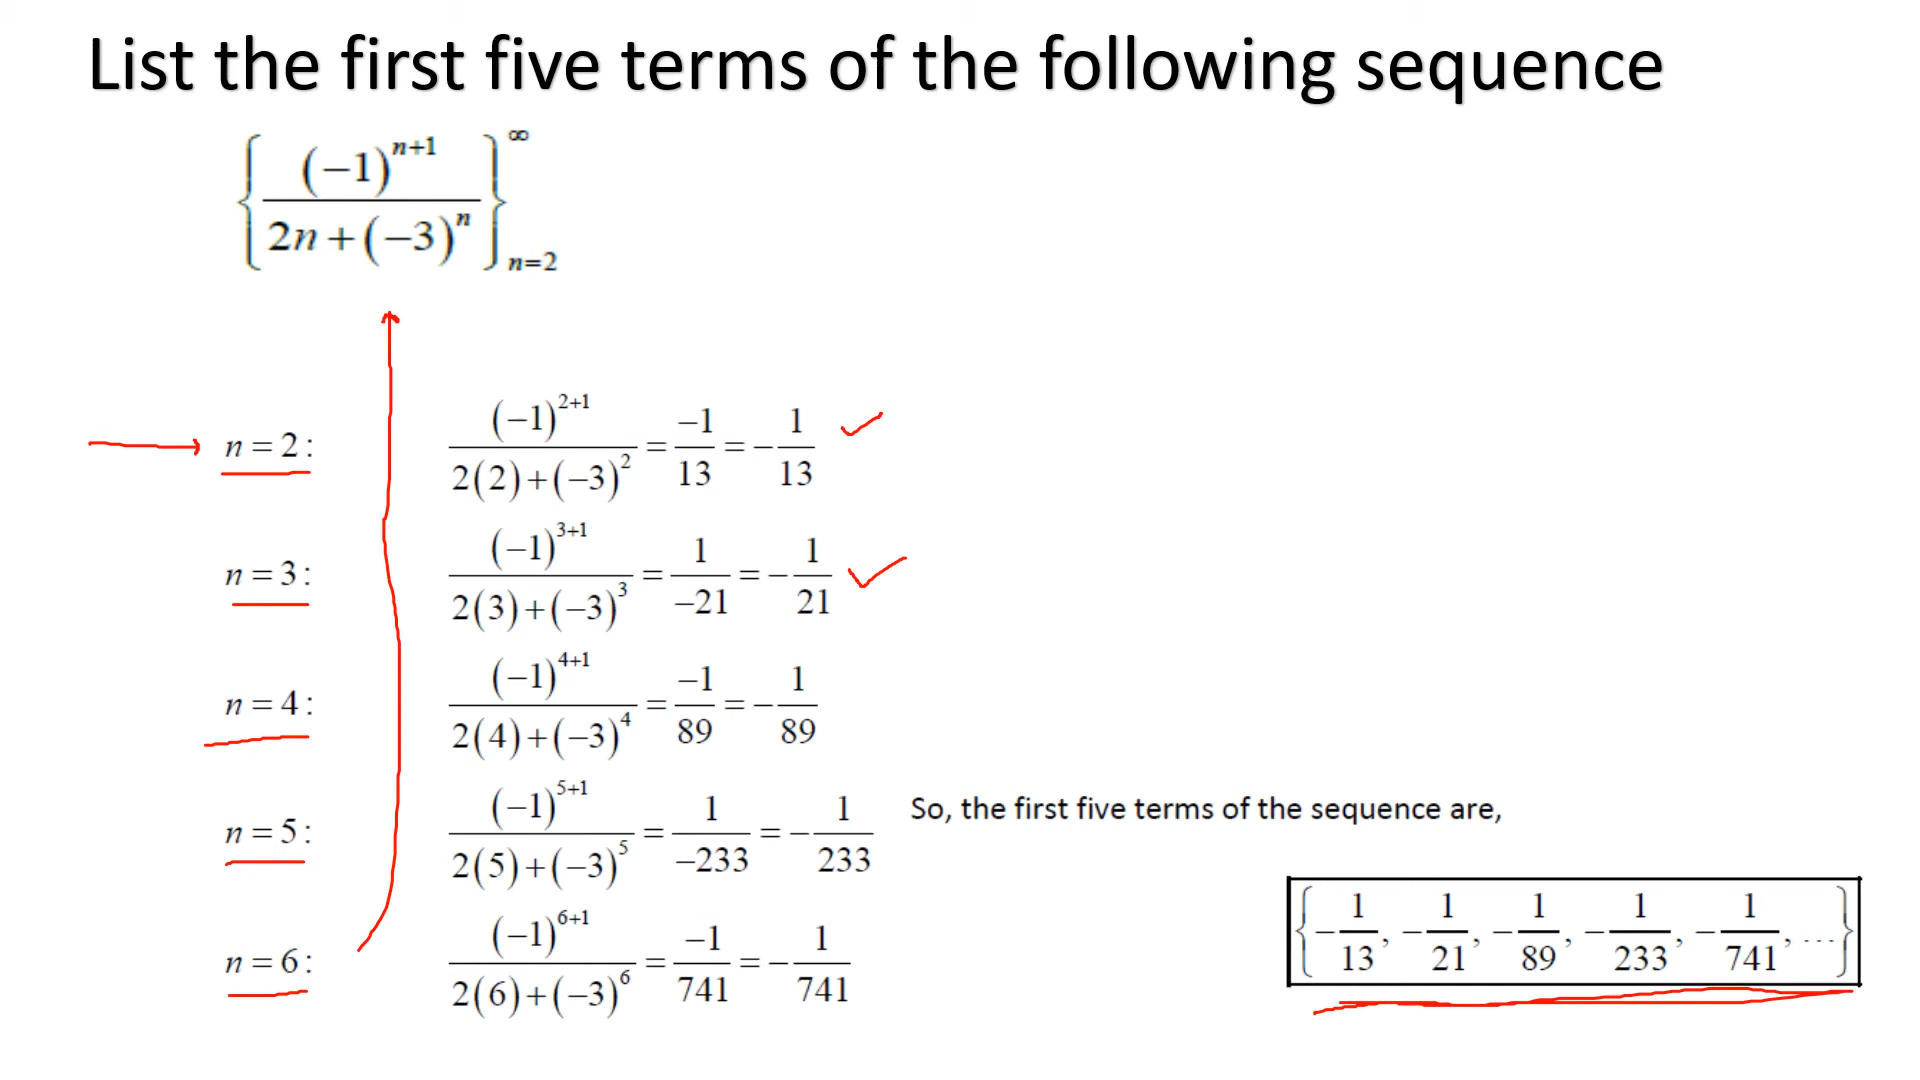 List the first five terms of the following sequence
{ (−1)^(n+1) / (2n+(−3)^n) }_(n=2)^∞
n = 2: (−1)^(2+1) / (2(2)+(−3)^2) = −1/13 = −1/13
n = 3: (−1)^(3+1) / (2(3)+(−3)^3) = 1/−21 = −1/21
n = 4: (−1)^(4+1) / (2(4)+(−3)^4) = −1/89 = −1/89
n = 5: (−1)^(5+1) / (2(5)+(−3)^5) = 1/−233 = −1/233
n = 6: (−1)^(6+1) / (2(6)+(−3)^6) = −1/741 = −1/741
So, the first five terms of the sequence are,
{ −1/13, −1/21, −1/89, −1/233, −1/741, ... }